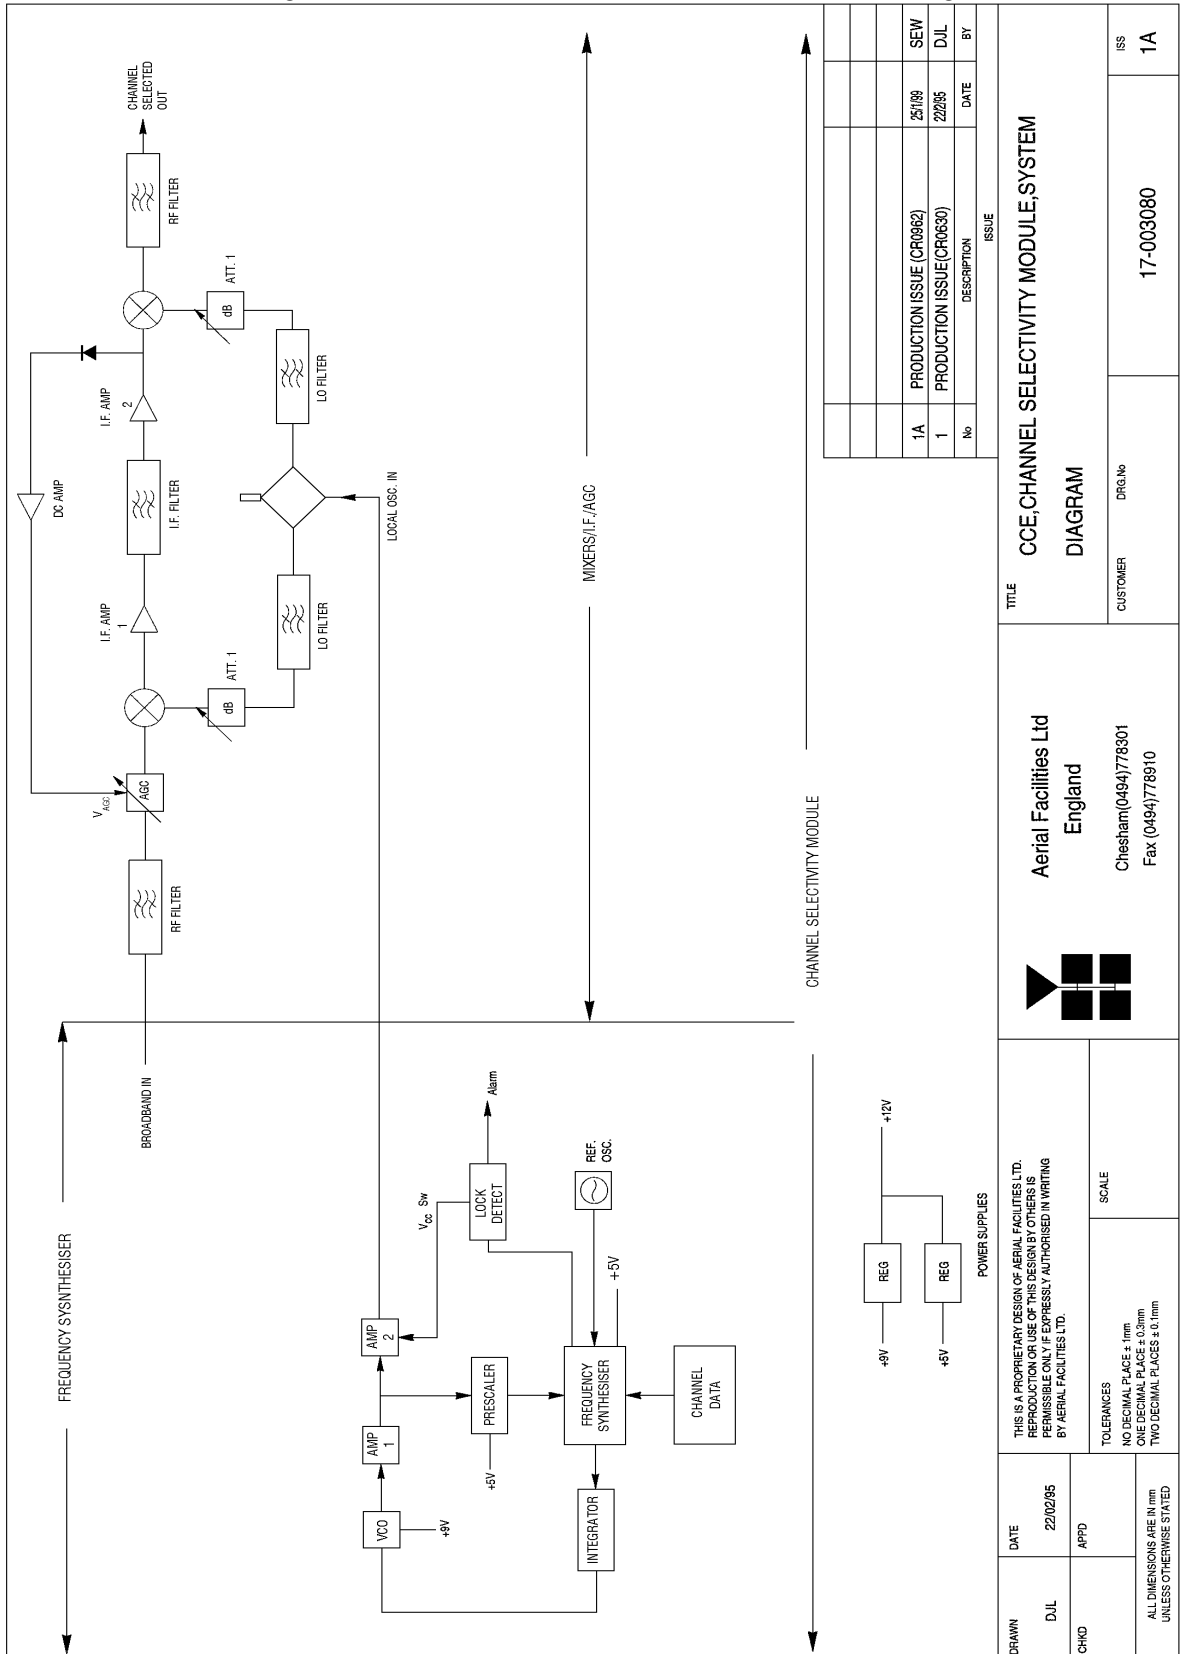 FREQUENCY SYSNTHESISER
BROADBAND IN
RF FILTER
V AGC
AGC
DC AMP
I.F. AMP
1
I.F. FILTER
I.F. AMP
2
RF FILTER
CHANNEL
SELECTED
OUT
ATT. 1
dB
ATT. 1
dB
LO FILTER
LO FILTER
LOCAL OSC. IN
MIXERS/I.F./AGC
VCO
+9V
AMP
1
AMP
2
PRESCALER
+5V
Vcc Sw
LOCK
DETECT
Alarm
INTEGRATOR
FREQUENCY
SYNTHESISER
+5V
REF.
OSC.
CHANNEL
DATA
CHANNEL SELECTIVITY MODULE
+9V
REG
+12V
+5V
REG
POWER SUPPLIES
1A PRODUCTION ISSUE (CR0962) 25/1/99 SEW
1 PRODUCTION ISSUE(CR0630) 22/2/95 DJL
No DESCRIPTION DATE BY
ISSUE
DRAWN
DJL
DATE
22/02/95
CHKD
APPD
ALL DIMENSIONS ARE IN mm
UNLESS OTHERWISE STATED
THIS IS A PROPRIETARY DESIGN OF AERIAL FACILITIES LTD.
REPRODUCTION OR USE OF THIS DESIGN BY OTHERS IS
PERMISSIBLE ONLY IF EXPRESSLY AUTHORISED IN WRITING
BY AERIAL FACILITIES LTD.
TOLERANCES
NO DECIMAL PLACE ± 1mm
ONE DECIMAL PLACE ± 0.3mm
TWO DECIMAL PLACES ± 0.1mm
SCALE
Aerial Facilities Ltd
England
Chesham(0494)778301
Fax (0494)778910
TITLE
CCE,CHANNEL SELECTIVITY MODULE,SYSTEM
DIAGRAM
CUSTOMER
DRG.No
17-003080
ISS
1A